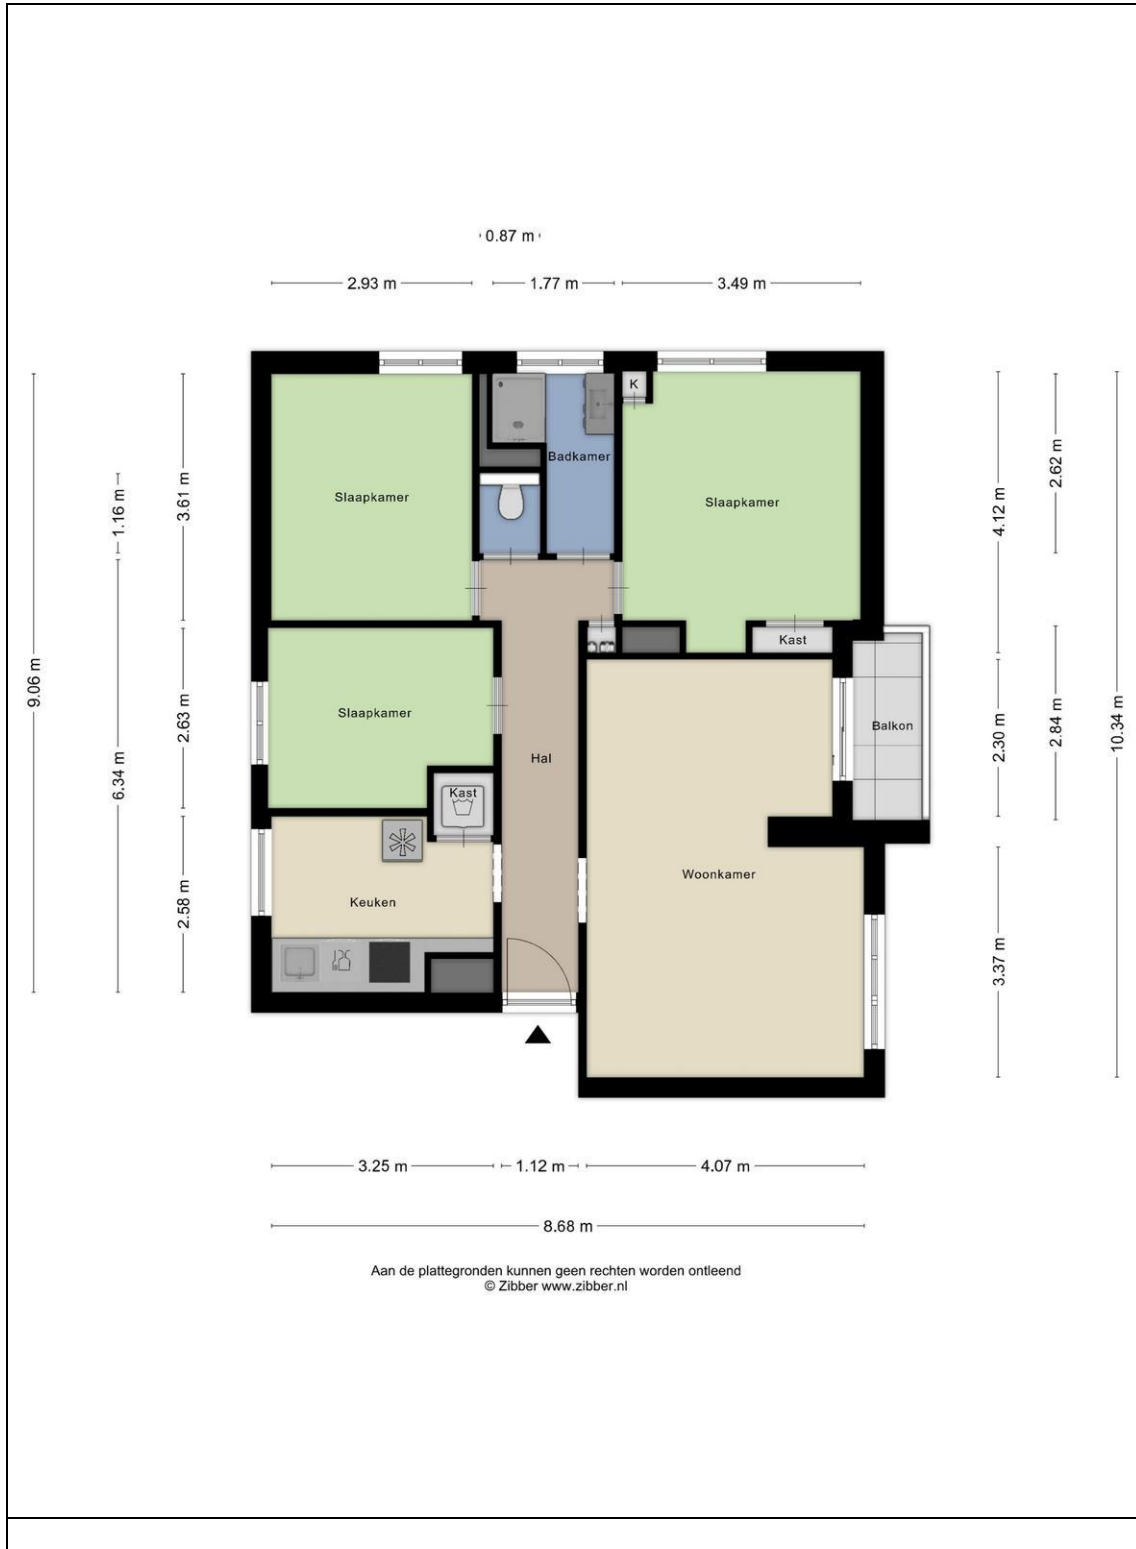 0.87 m
2.93 m
1.77 m
3.49 m
K
Badkamer
Slaapkamer
Slaapkamer
3.61 m
1.16 m
4.12 m
2.62 m
Kast
9.06 m
Slaapkamer
2.63 m
6.34 m
Hal
Balkon
2.30 m
2.84 m
10.34 m
Kast
Woonkamer
Keuken
2.58 m
3.37 m
3.25 m
1.12 m
4.07 m
8.68 m
Aan de plattegronden kunnen geen rechten worden ontleend
© Zibber www.zibber.nl